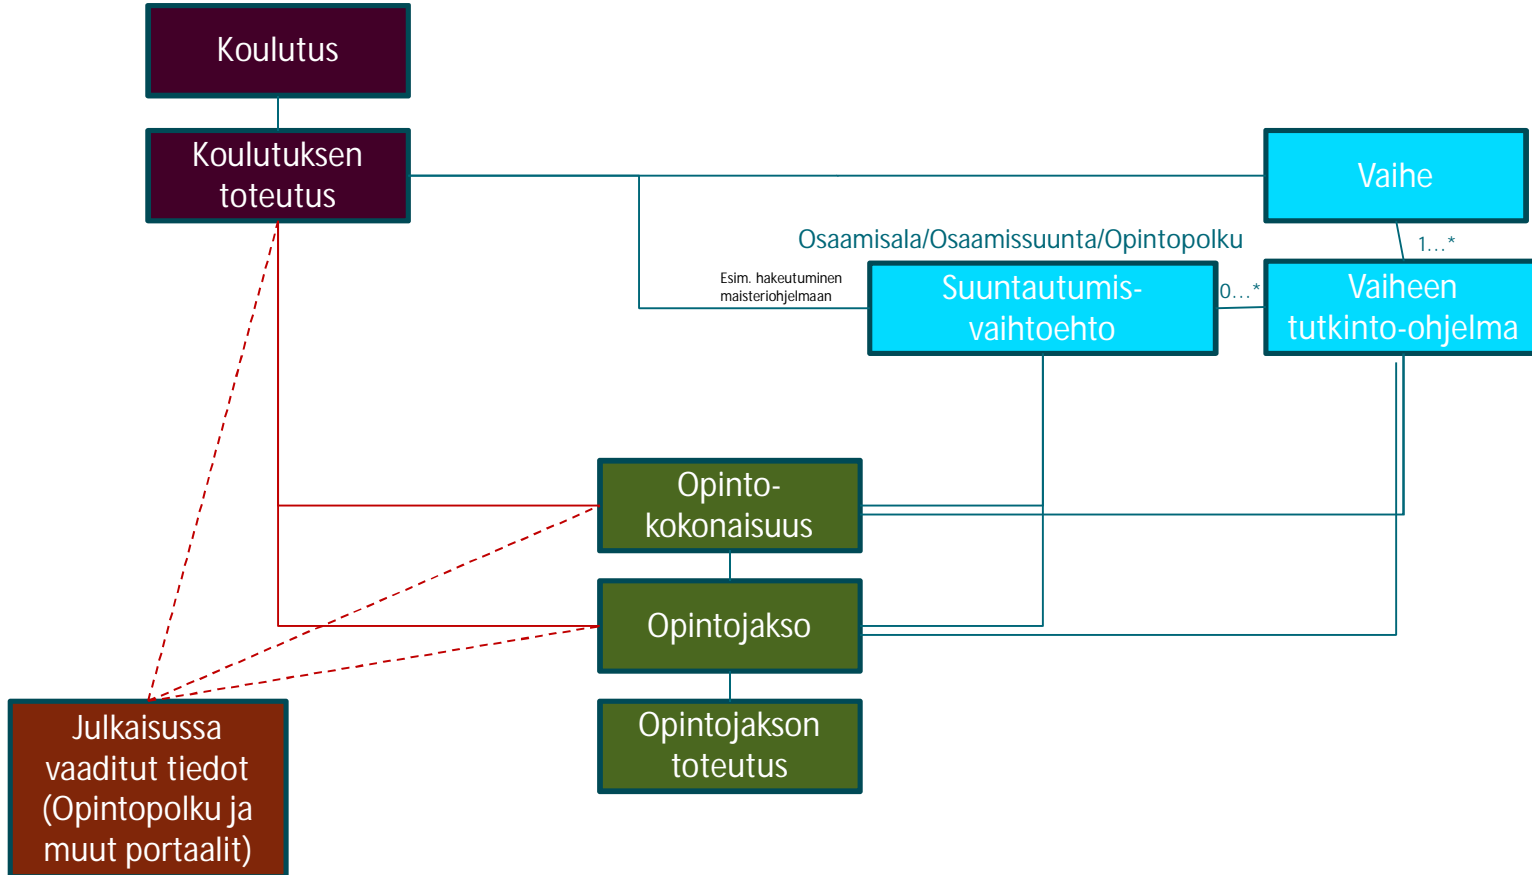 Koulutus
Koulutuksen
toteutus
Vaihe
Osaamisala/Osaamissuunta/Opintopolku
1...*
Esim. hakeutuminen
maisteriohjelmaan
Suuntautumis-
vaihtoehto
0...*
Vaiheen
tutkinto-ohjelma
Opinto-
kokonaisuus
Opintojakso
Opintojakson
toteutus
Julkaisussa
vaaditut tiedot
(Opintopolku ja
muut portaalit)